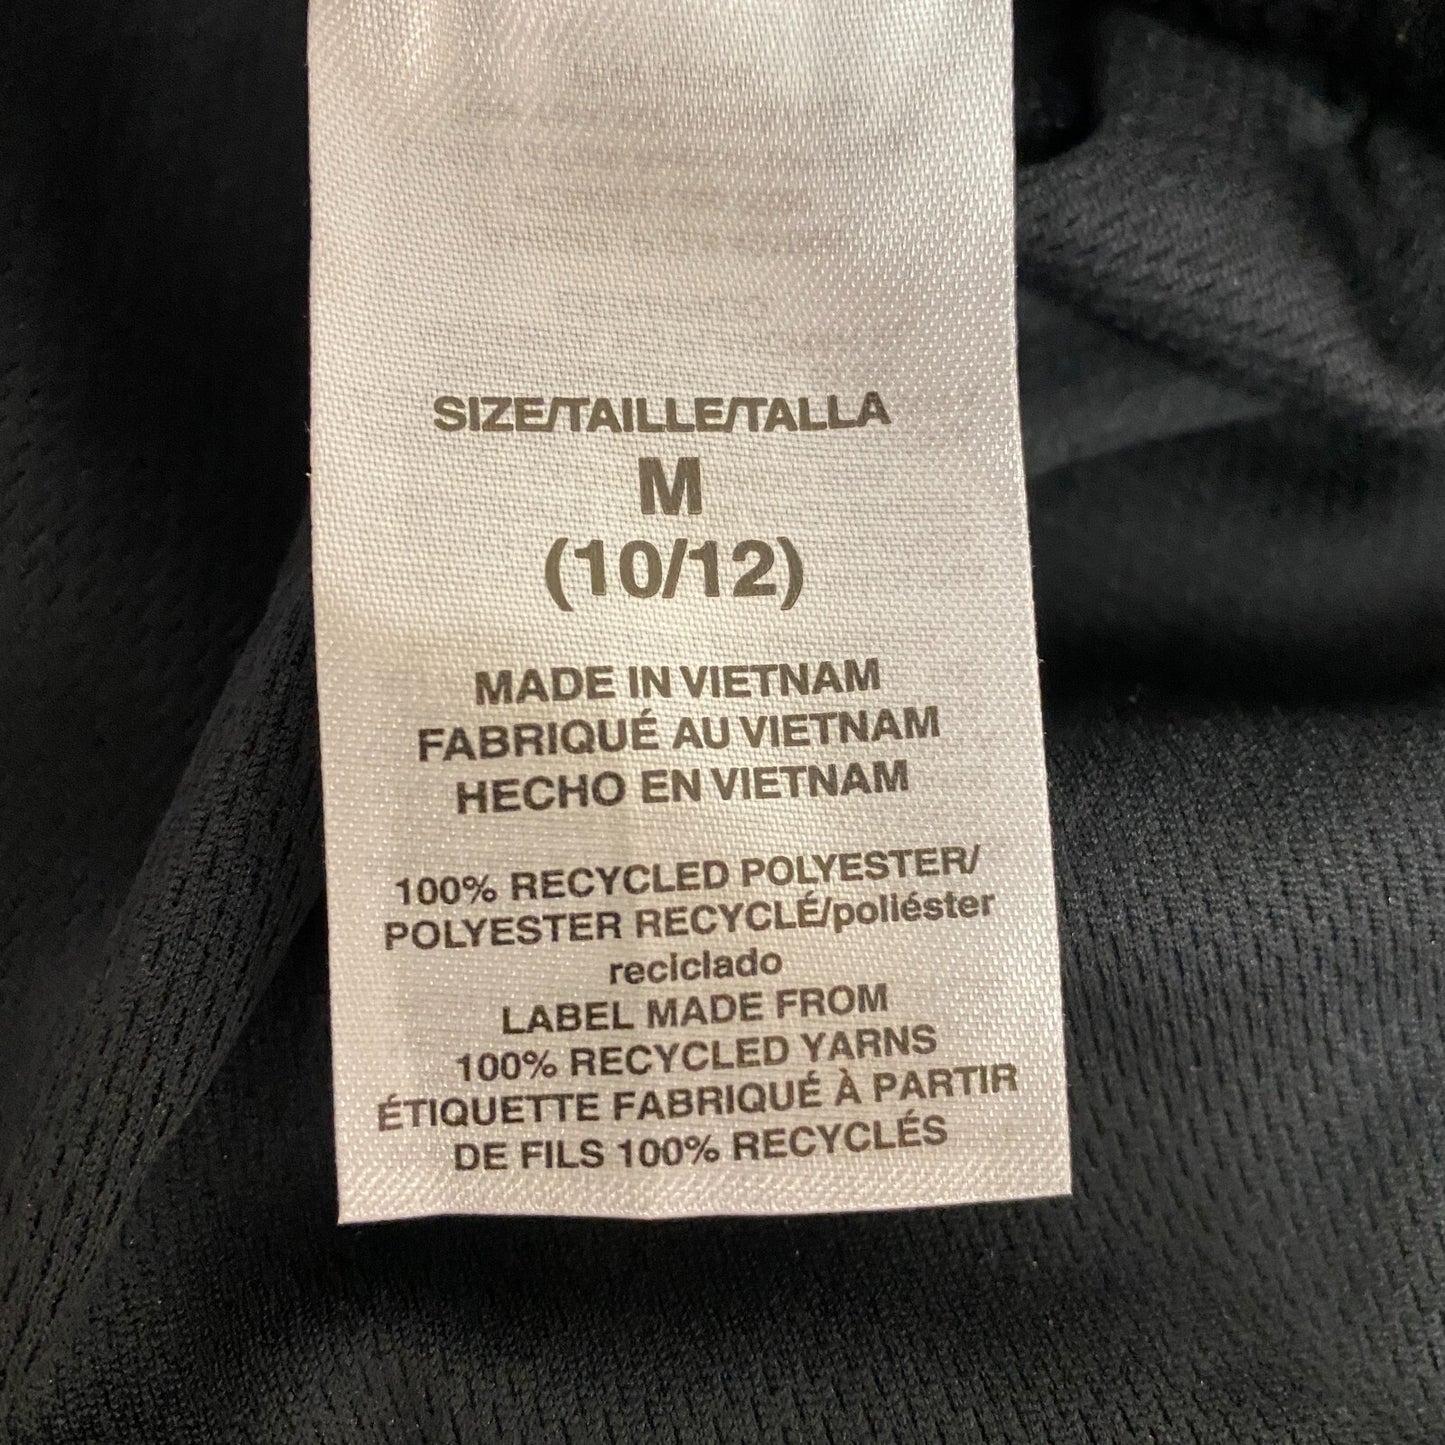 SIZE/TAILLE/TALLA
M
(10/12)
MADE IN VIETNAM
FABRIQUÉ AU VIETNAM
HECHO EN VIETNAM
100% RECYCLED POLYESTER/
POLYESTER RECYCLÉ/poliéster
reciclado
LABEL MADE FROM
100% RECYCLED YARNS
ÉTIQUETTE FABRIQUÉ À PARTIR
DE FILS 100% RECYCLÉS